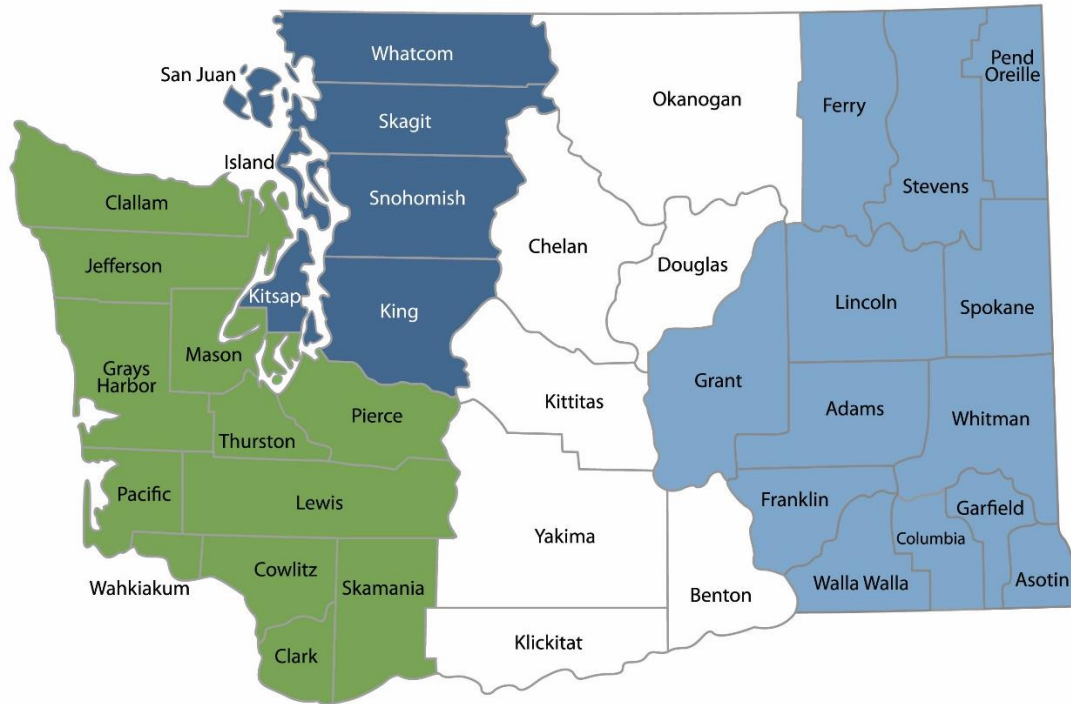 Whatcom
San Juan
Pend
Oreille
Okanogan
Ferry
Skagit
Island
Snohomish
Stevens
Clallam
Chelan
Douglas
Jefferson
Kitsap
King
Lincoln
Spokane
Mason
Grays
Harbor
Grant
Kittitas
Adams
Whitman
Pierce
Thurston
Pacific
Lewis
Franklin
Garfield
Yakima
Columbia
Wahkiakum
Cowlitz
Skamania
Walla Walla
Asotin
Benton
Klickitat
Clark